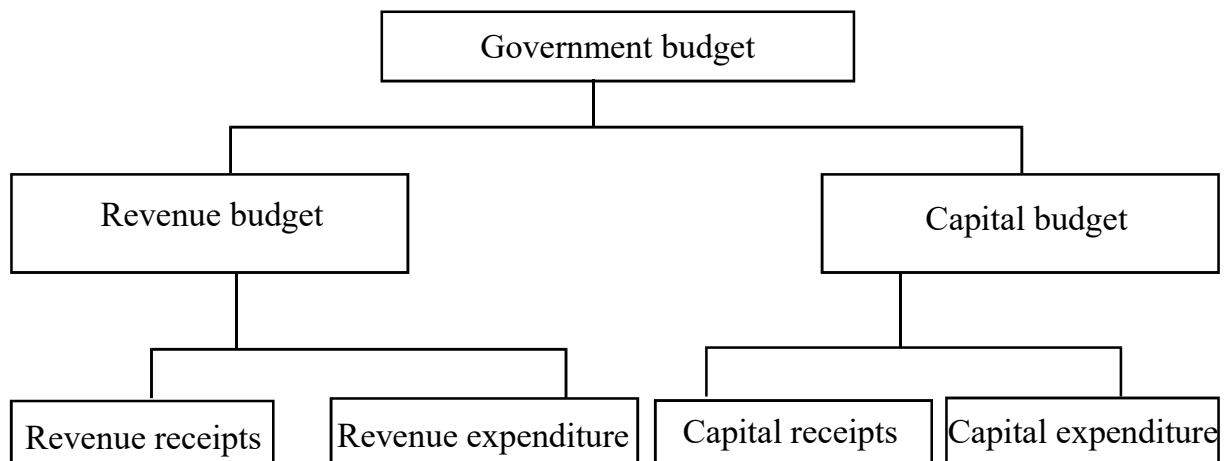 Government budget
Revenue budget
Capital budget
Revenue receipts
Revenue expenditure
Capital receipts
Capital expenditure